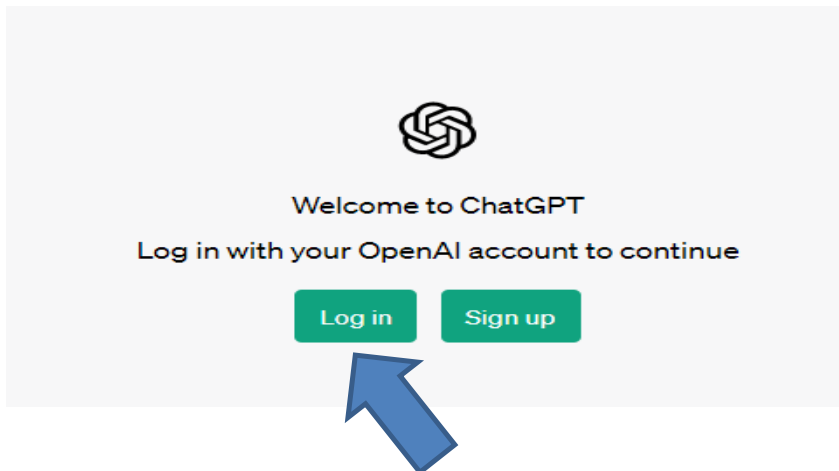 Welcome to ChatGPT
Log in with your OpenAI account to continue
Log in Sign up